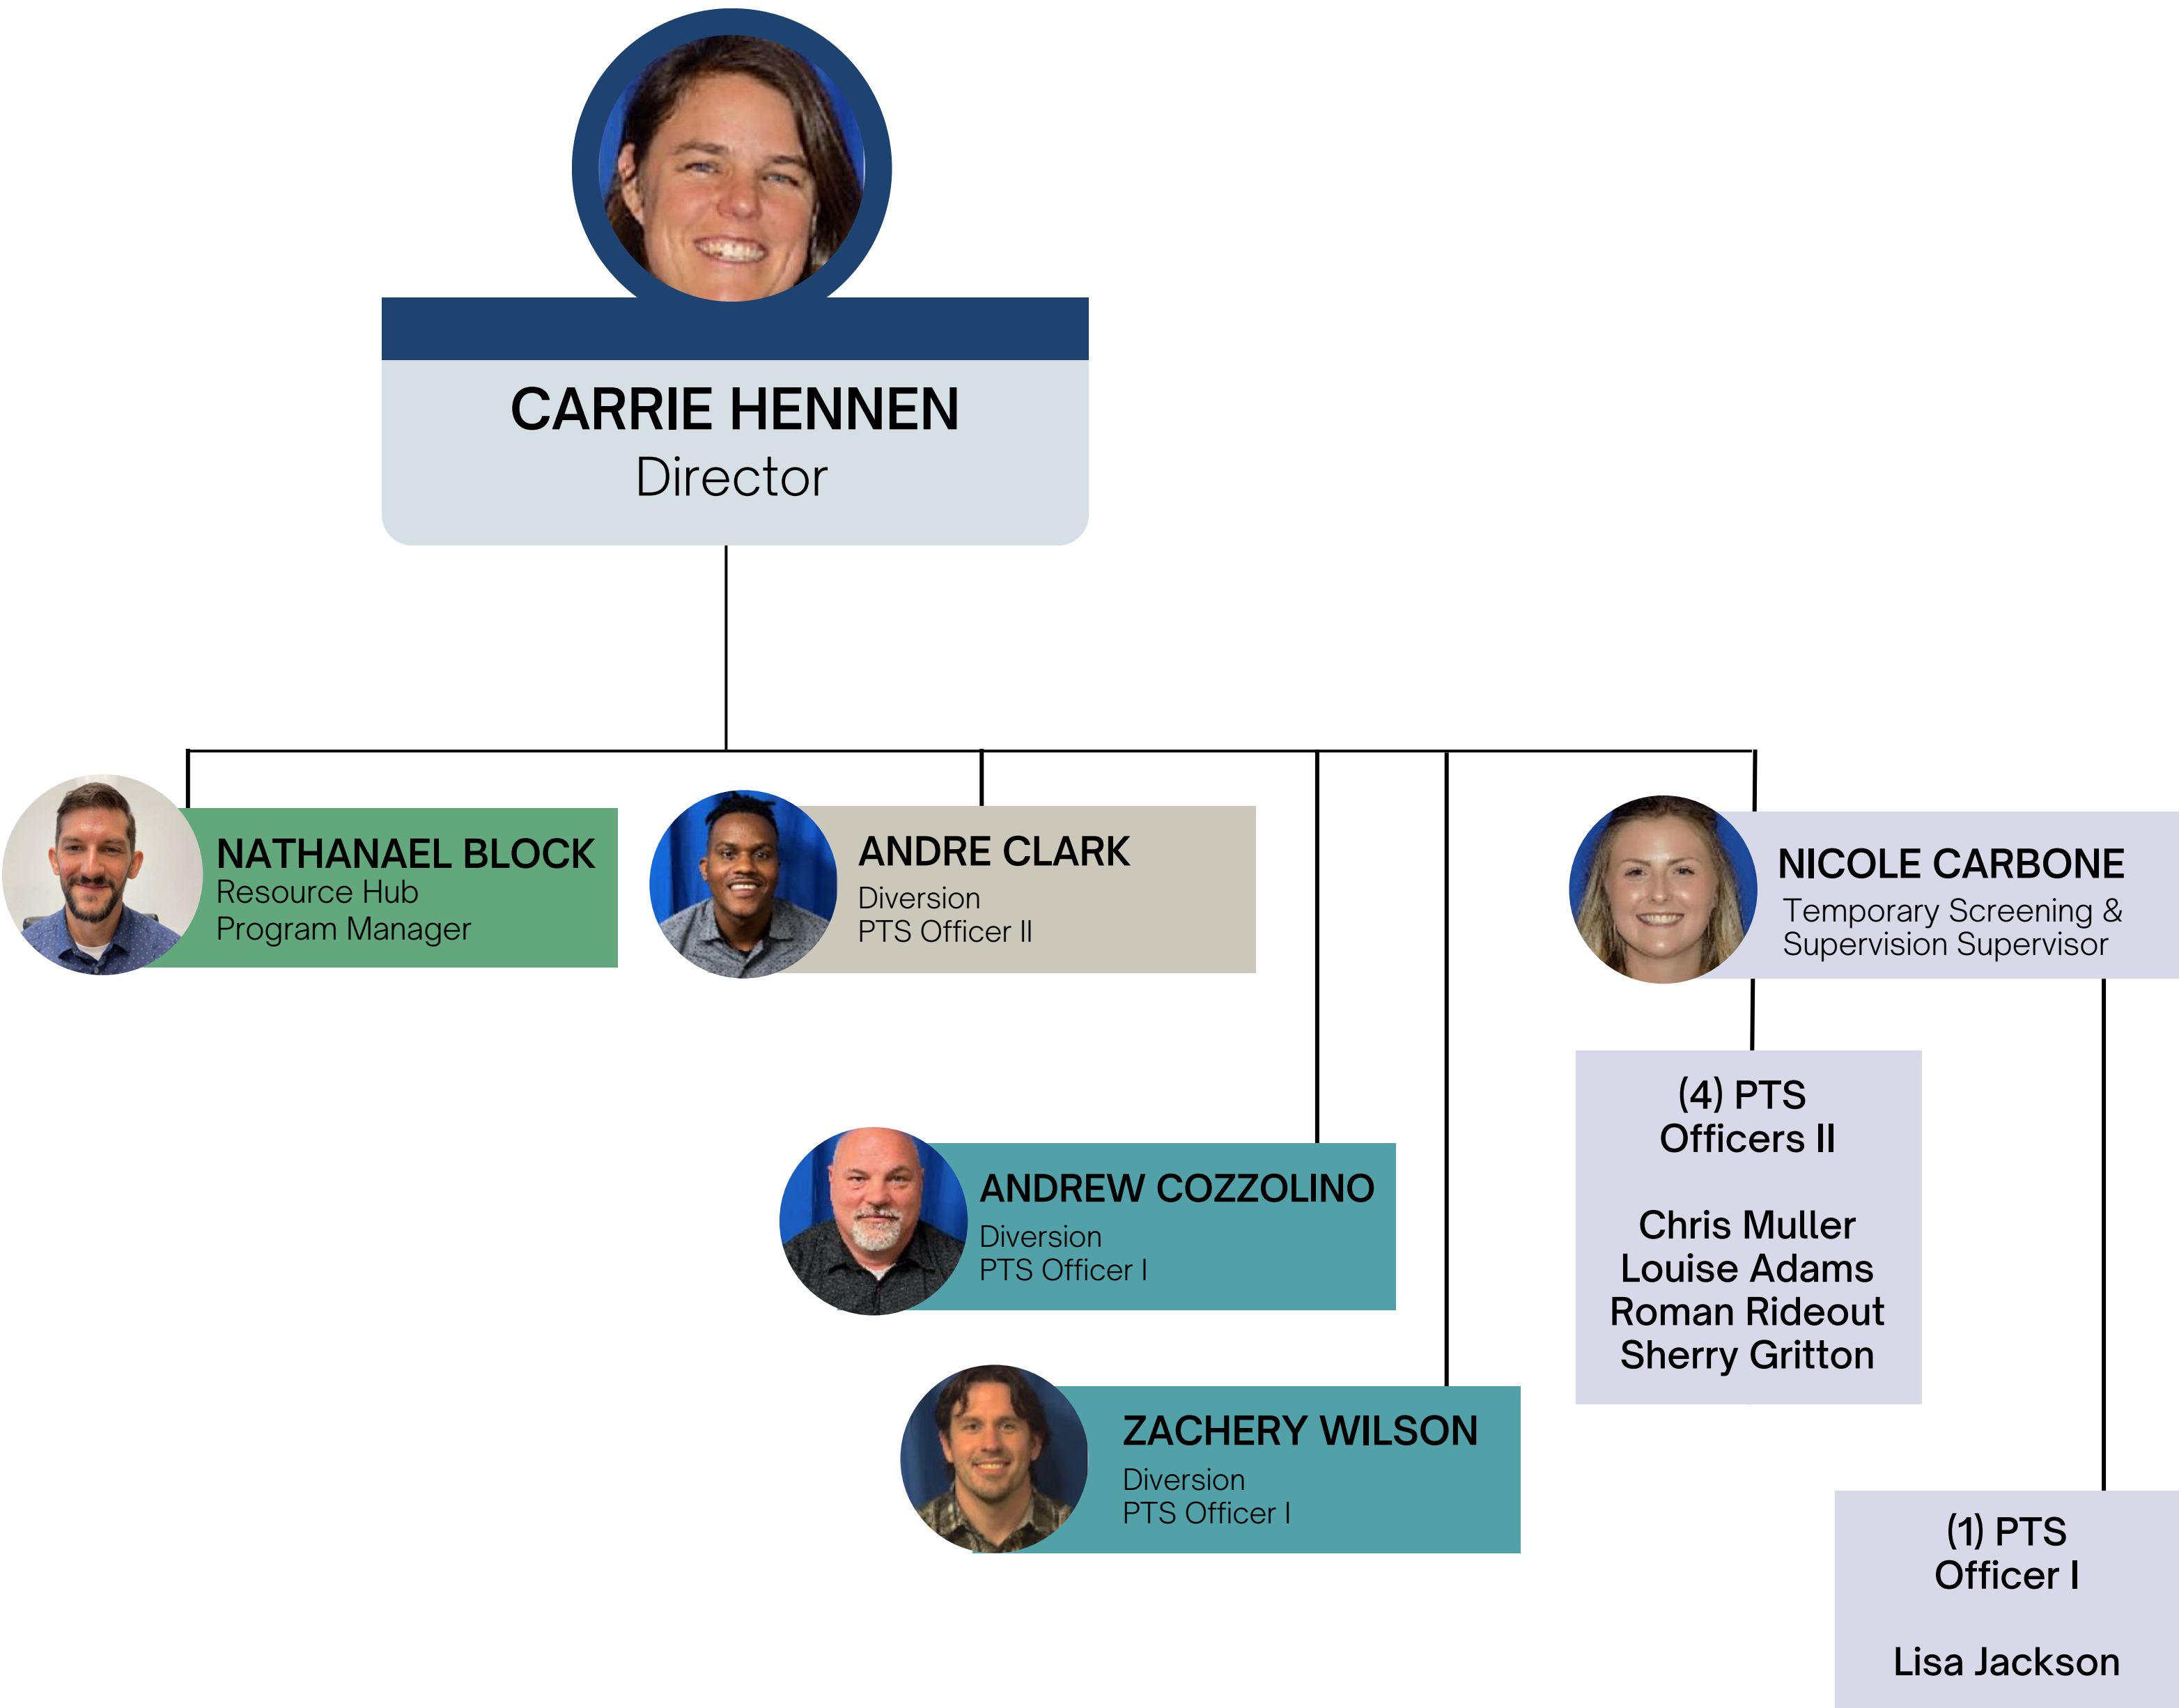 CARRIE HENNEN
Director
NATHANAEL BLOCK
Resource Hub
Program Manager
ANDRE CLARK
Diversion
PTS Officer II
NICOLE CARBONE
Temporary Screening &
Supervision Supervisor
ANDREW COZZOLINO
Diversion
PTS Officer I
ZACHERY WILSON
Diversion
PTS Officer I
(4) PTS
Officers II
Chris Muller
Louise Adams
Roman Rideout
Sherry Gritton
(1) PTS
Officer I
Lisa Jackson